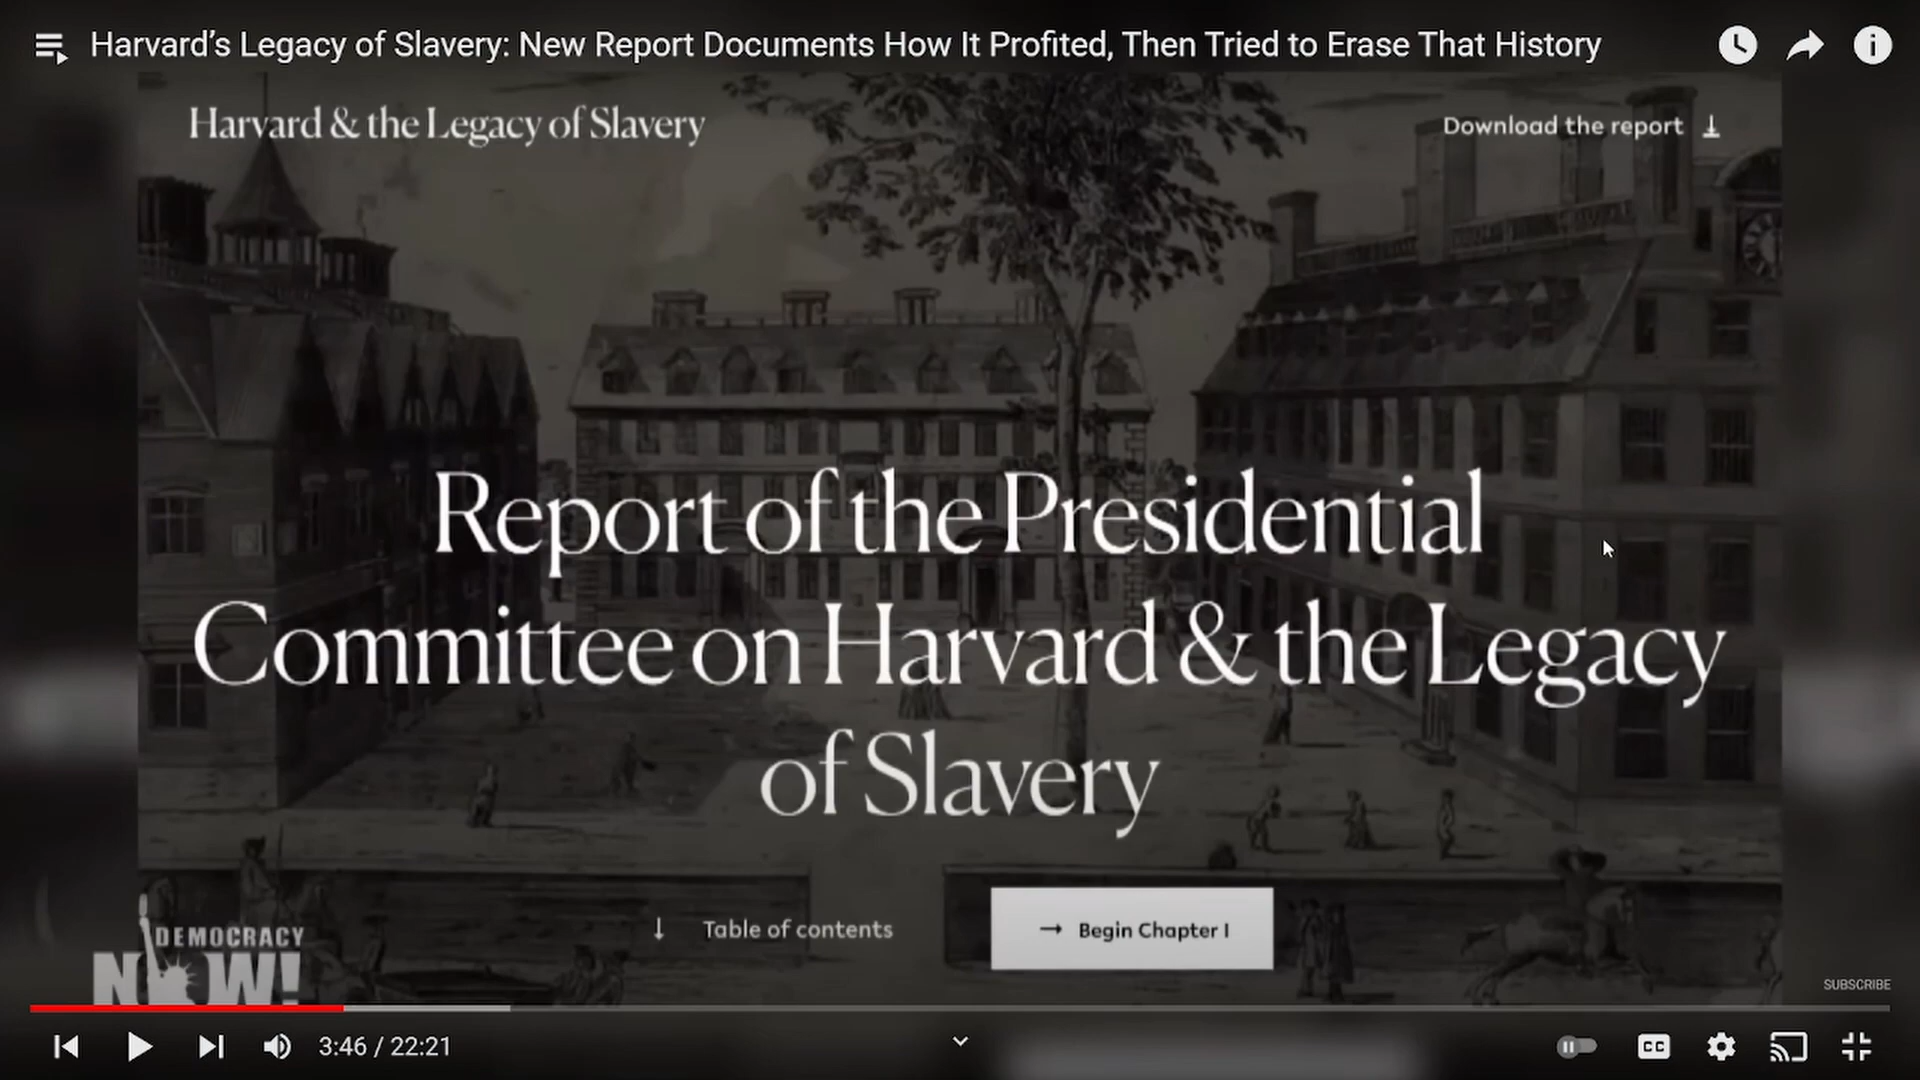 Harvard’s Legacy of Slavery: New Report Documents How It Profited, Then Tried to Erase That History
Harvard & the Legacy of Slavery
Download the report
Report of the Presidential
Committee on Harvard & the Legacy
of Slavery
Table of contents
→ Begin Chapter I
DEMOCRACY
NOW!
SUBSCRIBE
3:46 / 22:21
CC